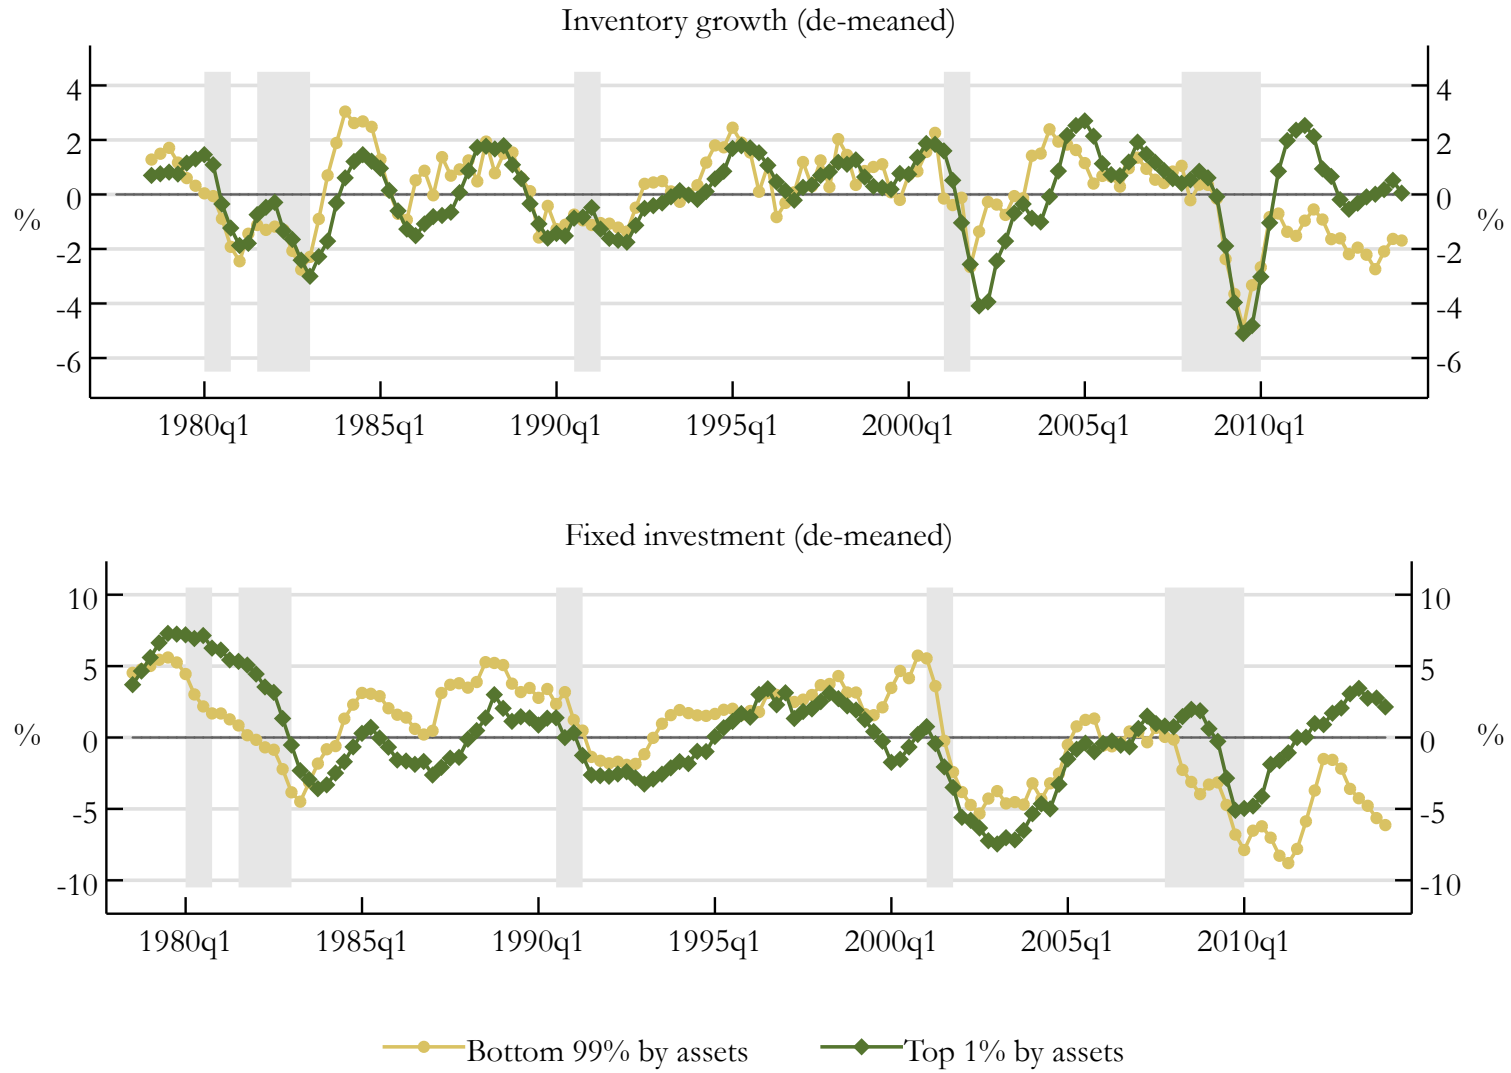 Inventory growth (de-meaned)
4 4
2 2
0 0
% %
-2 -2
-4 -4
-6 -6
1980q1 1985q1 1990q1 1995q1 2000q1 2005q1 2010q1
Fixed investment (de-meaned)
10 10
5 5
% 0 0 %
-5 -5
-10 -10
1980q1 1985q1 1990q1 1995q1 2000q1 2005q1 2010q1
Bottom 99% by assets Top 1% by assets